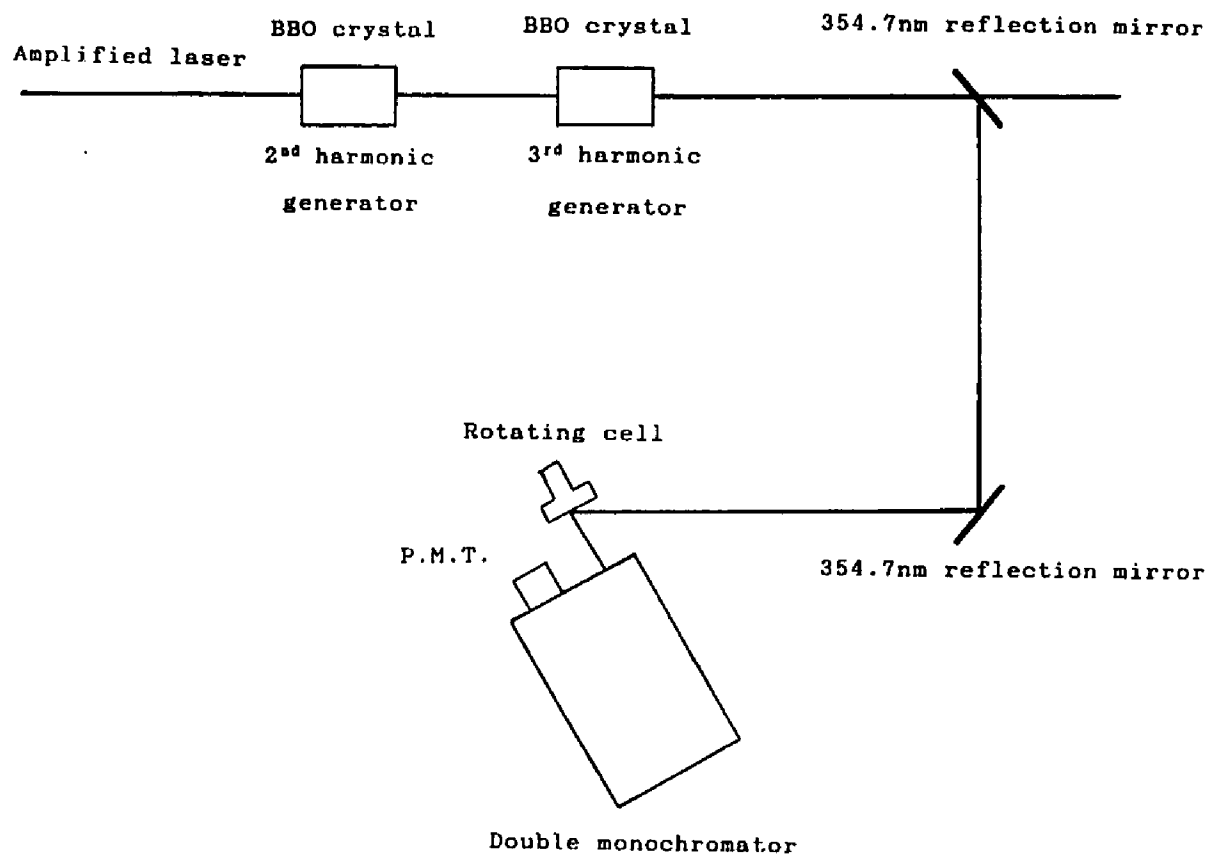 BBO crystal
BBO crystal
354.7nm reflection mirror
Amplified laser
2nd harmonic
generator
3rd harmonic
generator
Rotating cell
P.M.T.
354.7nm reflection mirror
Double monochromator